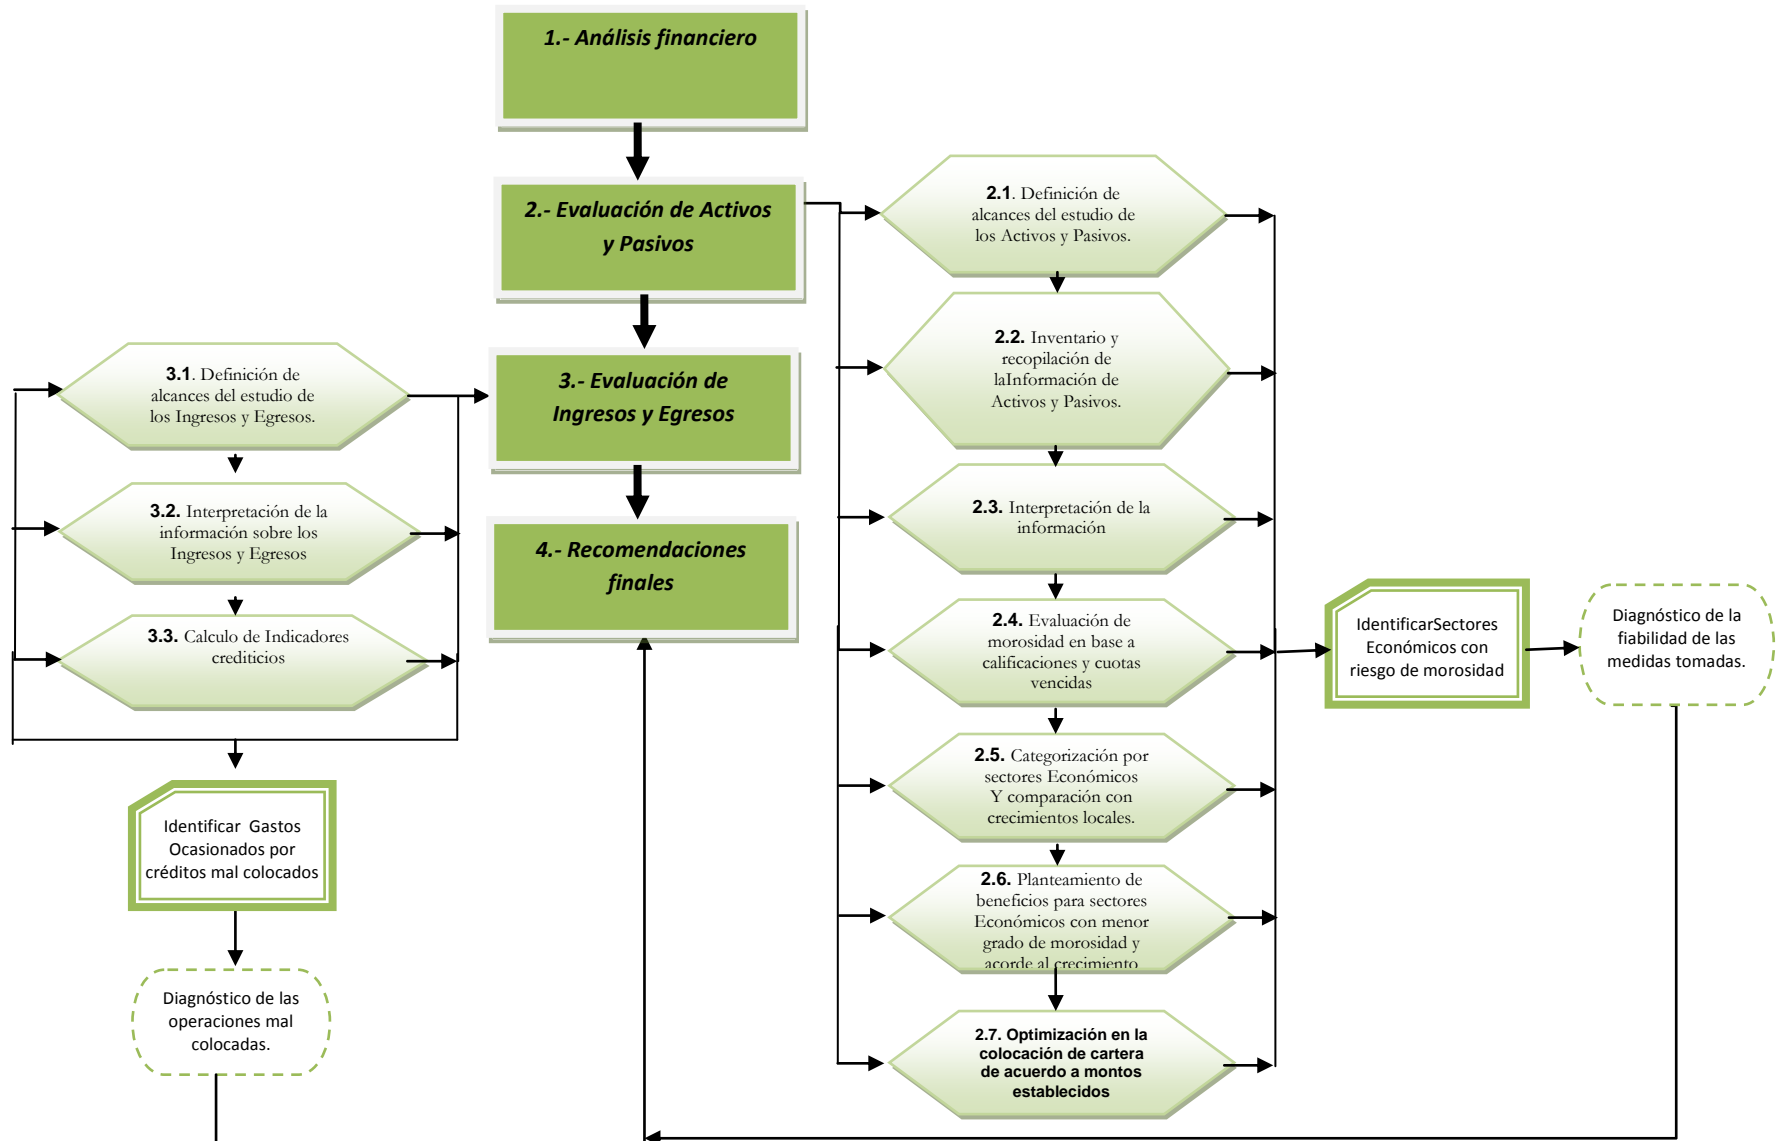 1.- Análisis financiero
2.- Evaluación de Activos
y Pasivos
3.- Evaluación de
Ingresos y Egresos
4.- Recomendaciones
finales
2.1. Definición de
alcances del estudio de
los Activos y Pasivos.
2.2. Inventario y
recopilación de
laInformación de
Activos y Pasivos.
2.3. Interpretación de la
información
2.4. Evaluación de
morosidad en base a
calificaciones y cuotas
vencidas
2.5. Categorización por
sectores Económicos
Y comparación con
crecimientos locales.
2.6. Planteamiento de
beneficios para sectores
Económicos con menor
grado de morosidad y
acorde al crecimiento
2.7. Optimización en la
colocación de cartera
de acuerdo a montos
establecidos
IdentificarSectores
Económicos con
riesgo de morosidad
Diagnóstico de la
fiabilidad de las
medidas tomadas.
3.1. Definición de
alcances del estudio de
los Ingresos y Egresos.
3.2. Interpretación de la
información sobre los
Ingresos y Egresos
3.3. Calculo de Indicadores
crediticios
Identificar Gastos
Ocasionados por
créditos mal colocados
Diagnóstico de las
operaciones mal
colocadas.